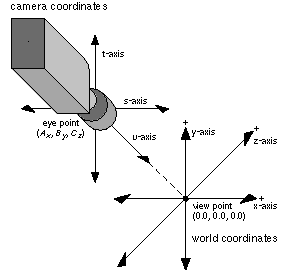 camera coordinates
t-axis
s-axis
eye point
(Ax, By, Cz)
υ-axis
+
y-axis
+
z-axis
+
x-axis
view point
(0.0, 0.0, 0.0)
world coordinates